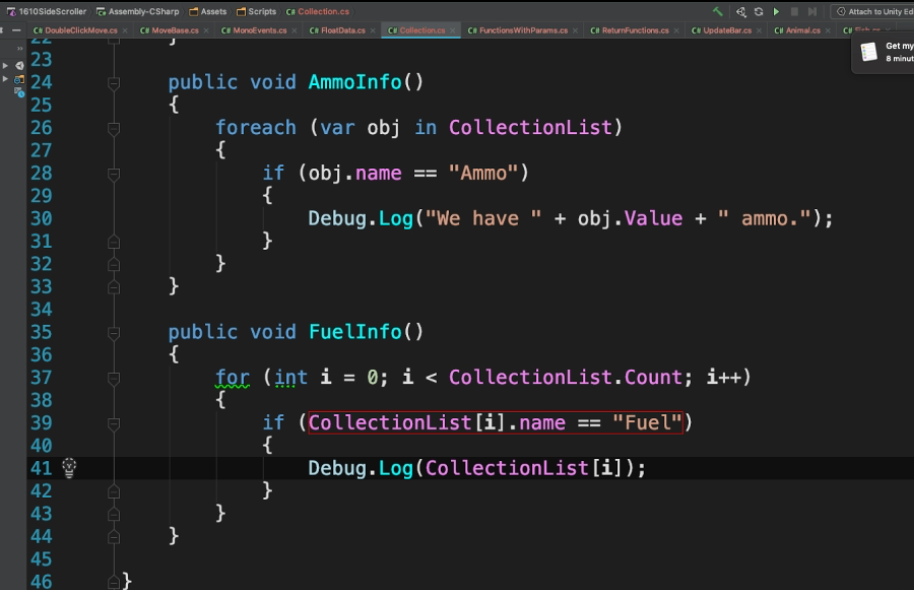 1610SideScroller Assembly-CSharp Assets Scripts C# Collection.cs Attach to Unity Ed
C# DoubleClickMove.cs × C# MoveBase.cs × C# MonoEvents.cs × C# FloatData.cs × C# Collection.cs × C# FunctionsWithParams.cs × C# ReturnFunctions.cs × C# UpdateBar.cs × C# Animal.cs × C#
Get my
8 minut
22 }
23
24 public void AmmoInfo()
25 {
26 foreach (var obj in CollectionList)
27 {
28 if (obj.name == "Ammo")
29 {
30 Debug.Log("We have " + obj.Value + " ammo.");
31 }
32 }
33 }
34
35 public void FuelInfo()
36 {
37 for (int i = 0; i < CollectionList.Count; i++)
38 {
39 if (CollectionList[i].name == "Fuel")
40 {
41 Debug.Log(CollectionList[i]);
42 }
43 }
44 }
45
46 }